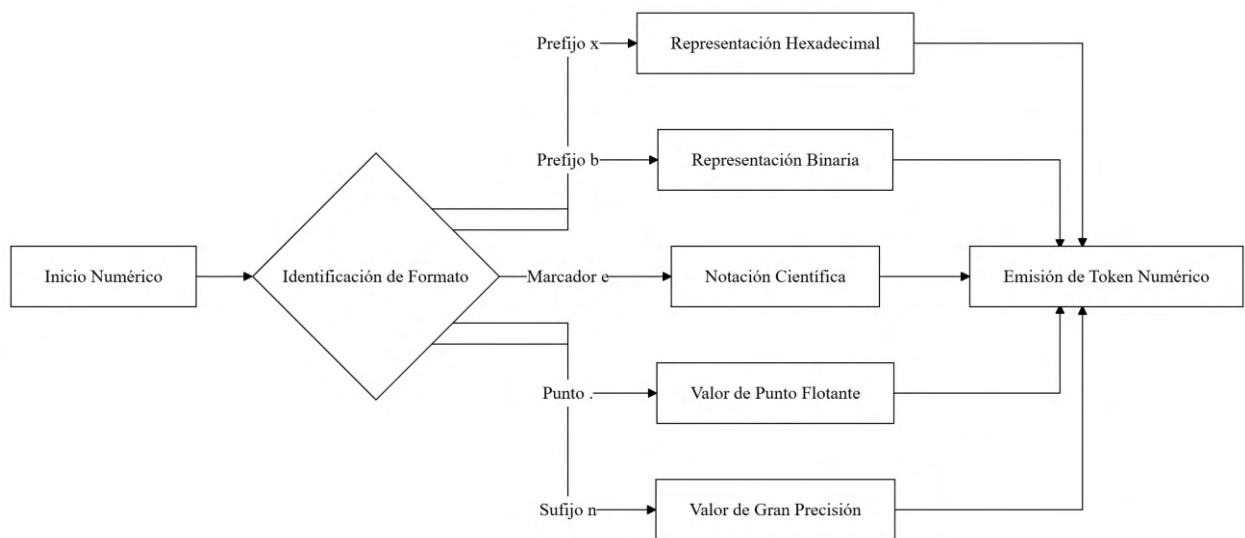 Prefijo x
Representación Hexadecimal
Prefijo b
Representación Binaria
Inicio Numérico
Identificación de Formato
Marcador e
Notación Científica
Emisión de Token Numérico
Punto .
Valor de Punto Flotante
Sufijo n
Valor de Gran Precisión